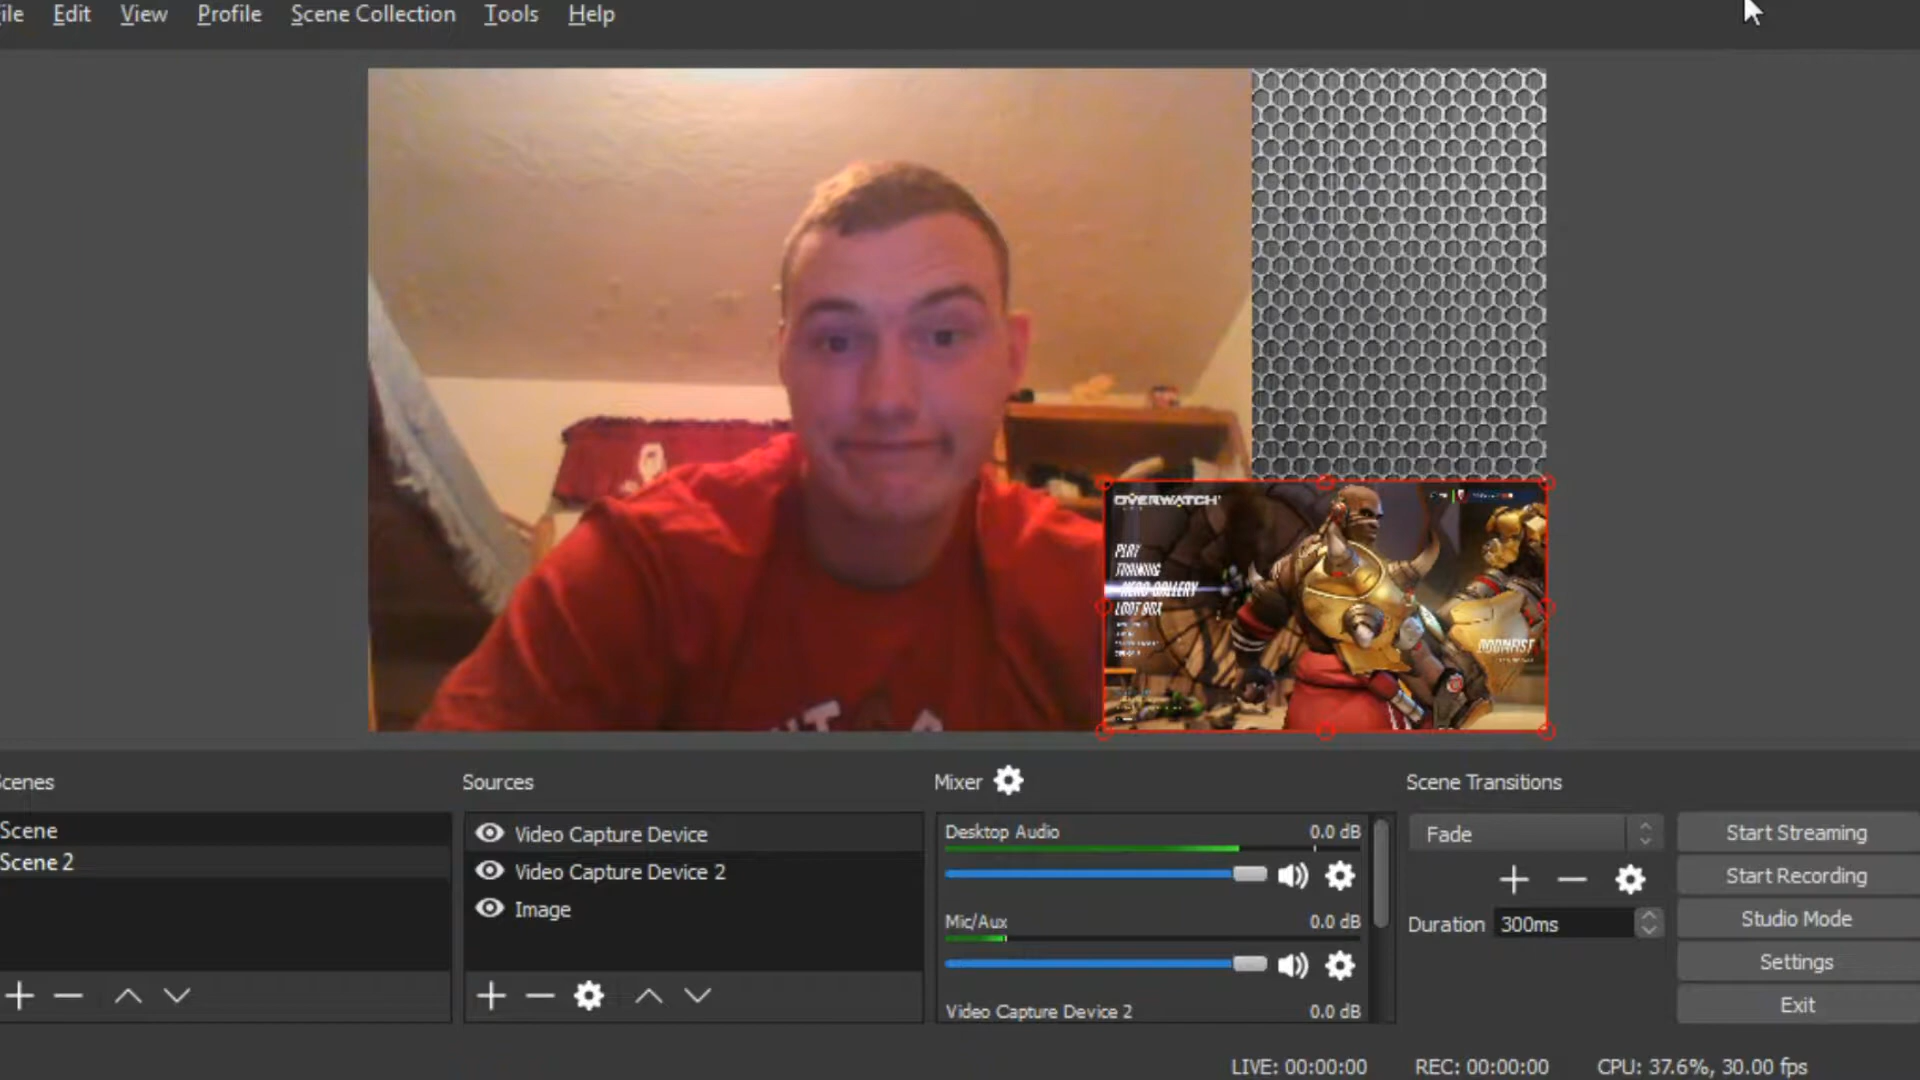 ile Edit View Profile Scene Collection Tools Help
OVERWATCH
PLAY
TRAINING
HERO GALLERY
LOOT BOX
DOOMFIST
cenes
Scene
Scene 2
Sources
Video Capture Device
Video Capture Device 2
Image
Mixer
Desktop Audio 0.0 dB
Mic/Aux 0.0 dB
Video Capture Device 2 0.0 dB
Scene Transitions
Fade
Duration 300ms
Start Streaming
Start Recording
Studio Mode
Settings
Exit
LIVE: 00:00:00 REC: 00:00:00 CPU: 37.6%, 30.00 fps